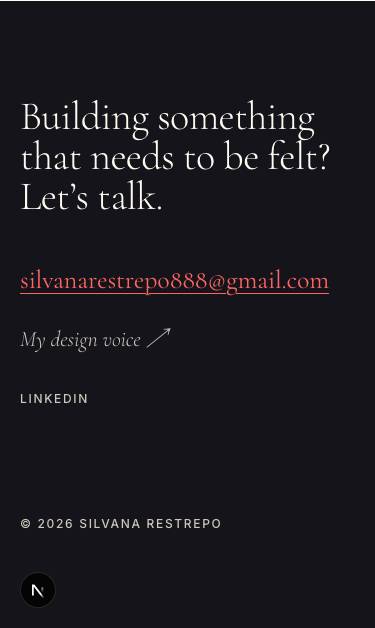 Building something
that needs to be felt?
Let’s talk.
silvanarestrepo888@gmail.com
My design voice ↗
LINKEDIN
© 2026 SILVANA RESTREPO
N